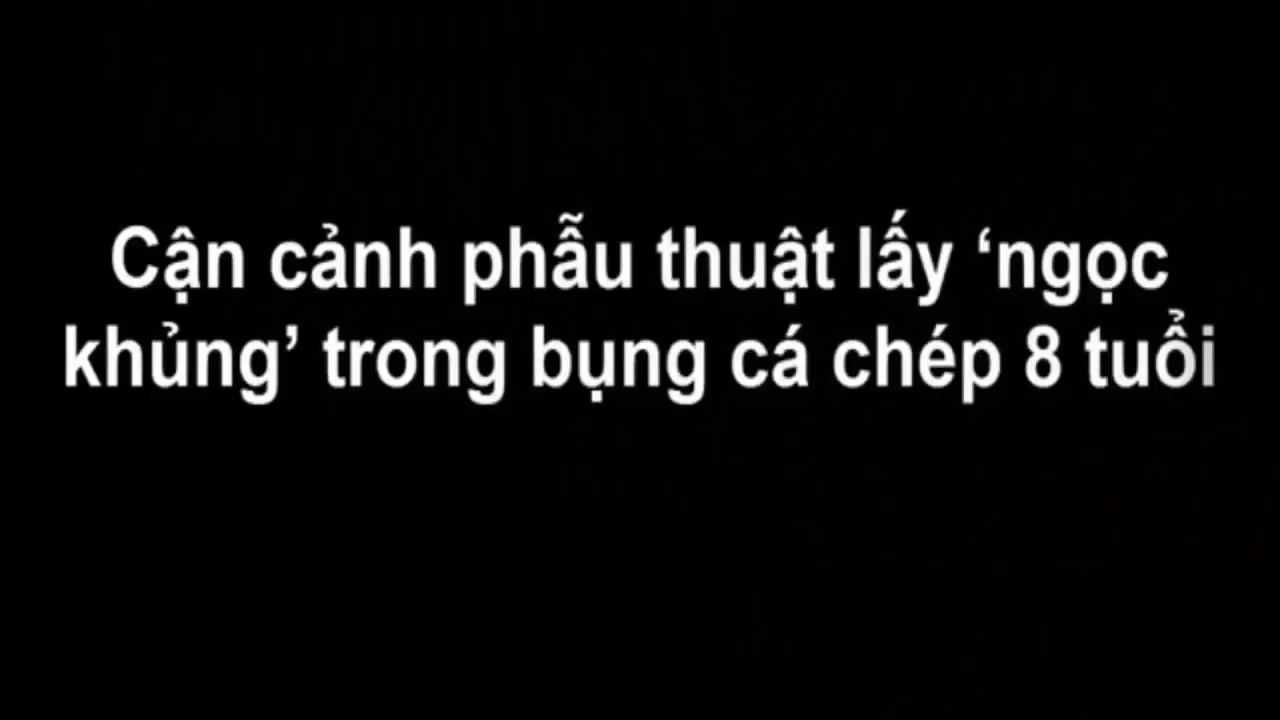 Cận cảnh phẫu thuật lấy ‘ngọc
khủng’ trong bụng cá chép 8 tuổi